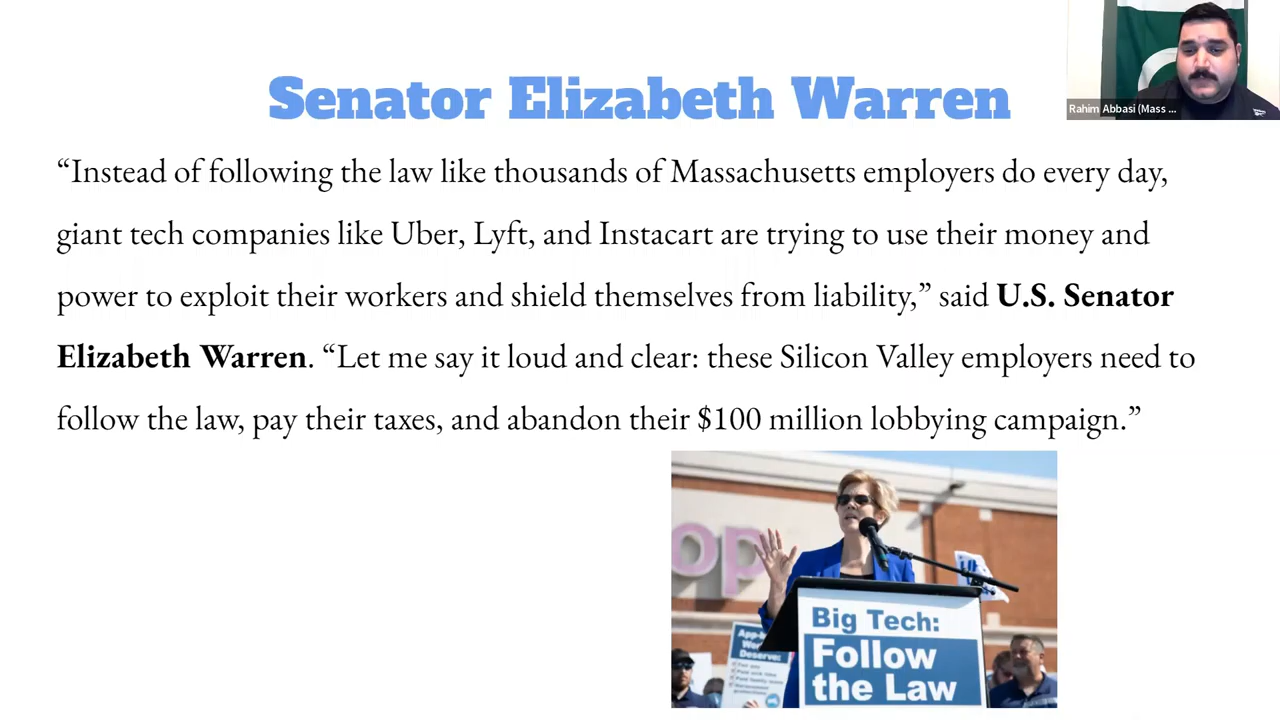 Senator Elizabeth Warren
Rahim Abbasi (Mass ...
“Instead of following the law like thousands of Massachusetts employers do every day,
giant tech companies like Uber, Lyft, and Instacart are trying to use their money and
power to exploit their workers and shield themselves from liability,” said U.S. Senator
Elizabeth Warren. “Let me say it loud and clear: these Silicon Valley employers need to
follow the law, pay their taxes, and abandon their $100 million lobbying campaign.”
op
Big Tech:
Follow
the Law
Deserve: